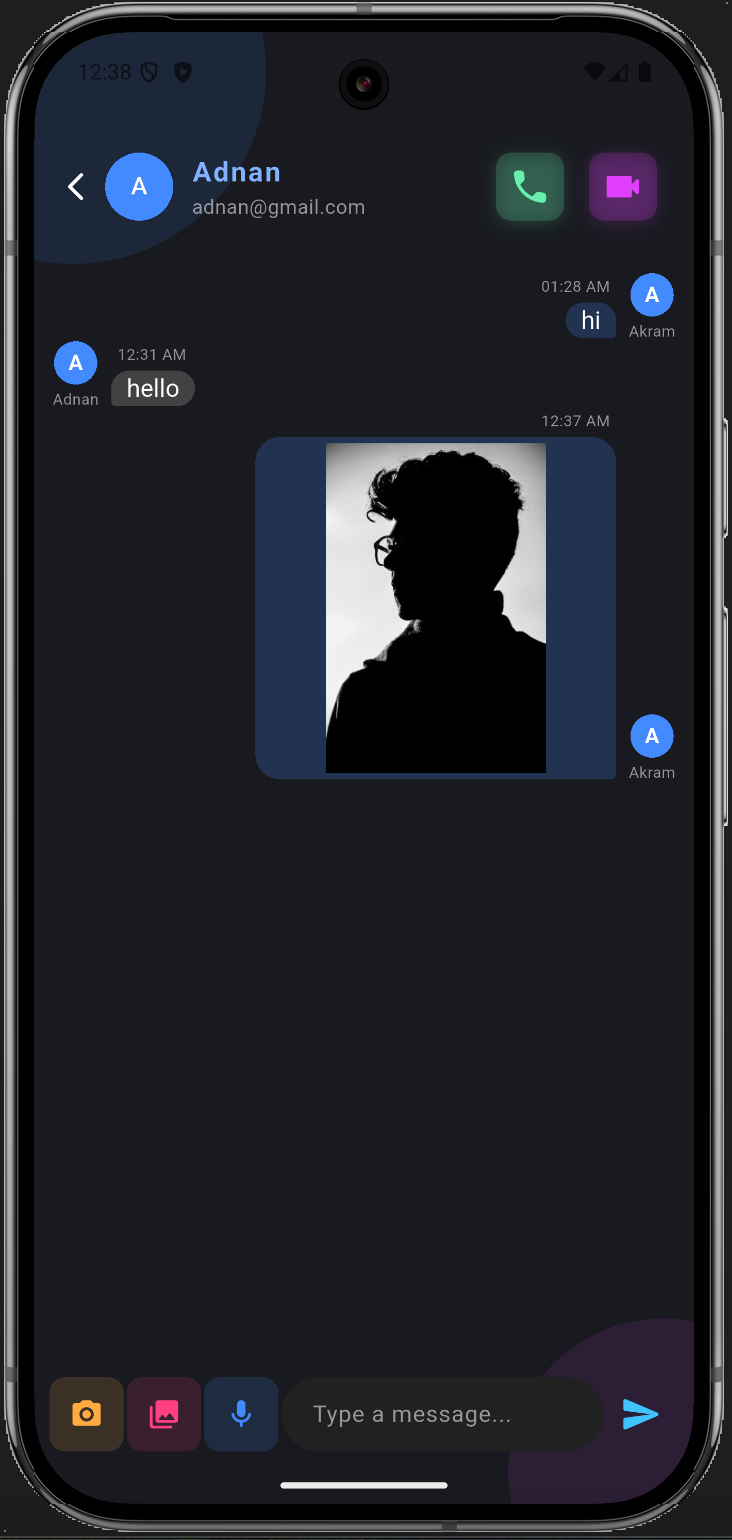 12:38
A
Adnan
adnan@gmail.com
01:28 AM
A
hi
Akram
12:31 AM
A
hello
Adnan
12:37 AM
A
Akram
Type a message...